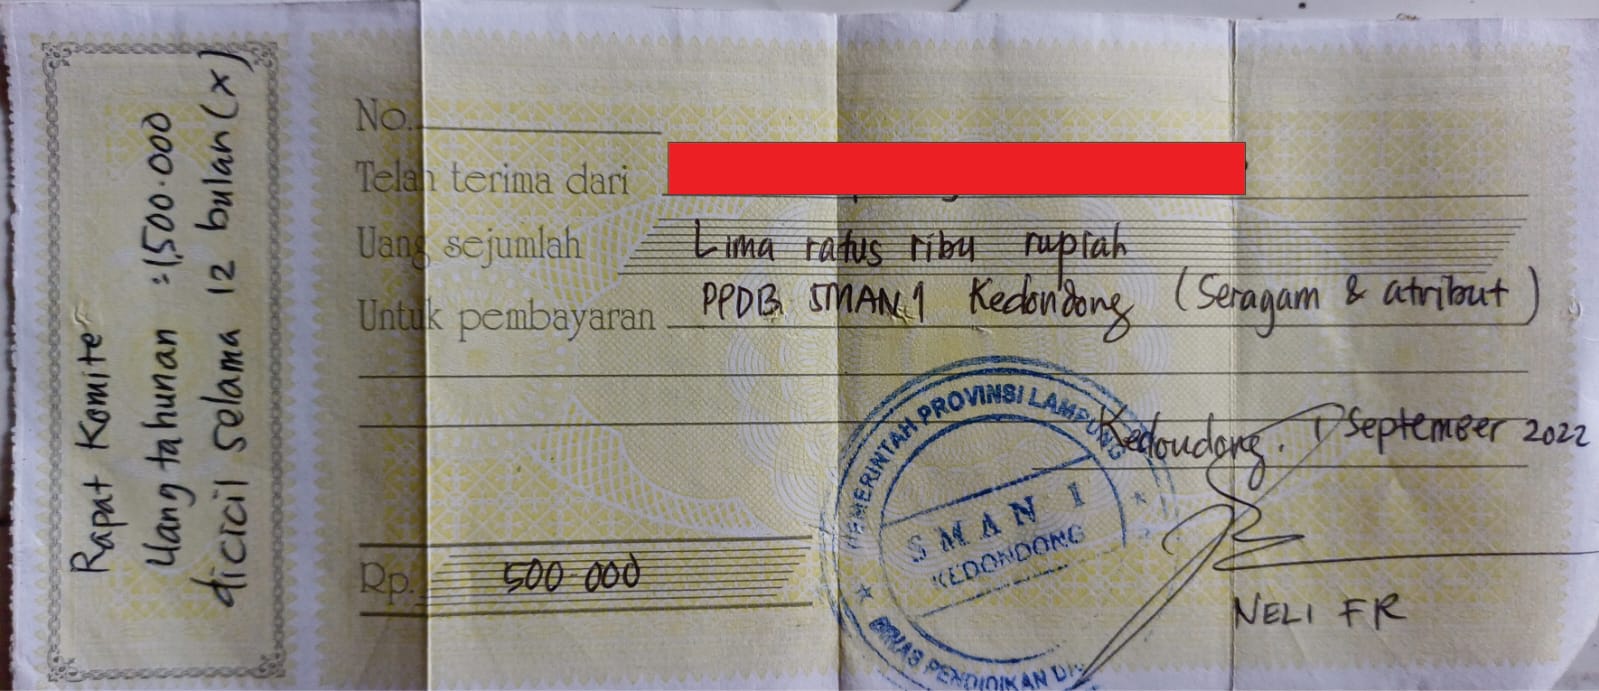 Rapat Komite
Uang tahunan : 1,500.000
dicicil selama 12 bulan (x)
No.
Telah terima dari
Uang sejumlah Lima ratus ribu rupiah
Untuk pembayaran PPDB SMAN 1 Kedondong (Seragam & atribut)
Kedondong, 1 September 2022
Rp. 500.000
PEMERINTAH PROVINSI LAMPUNG
SMAN 1
KEDONDONG
DINAS PENDIDIKAN DAN
NELI FR